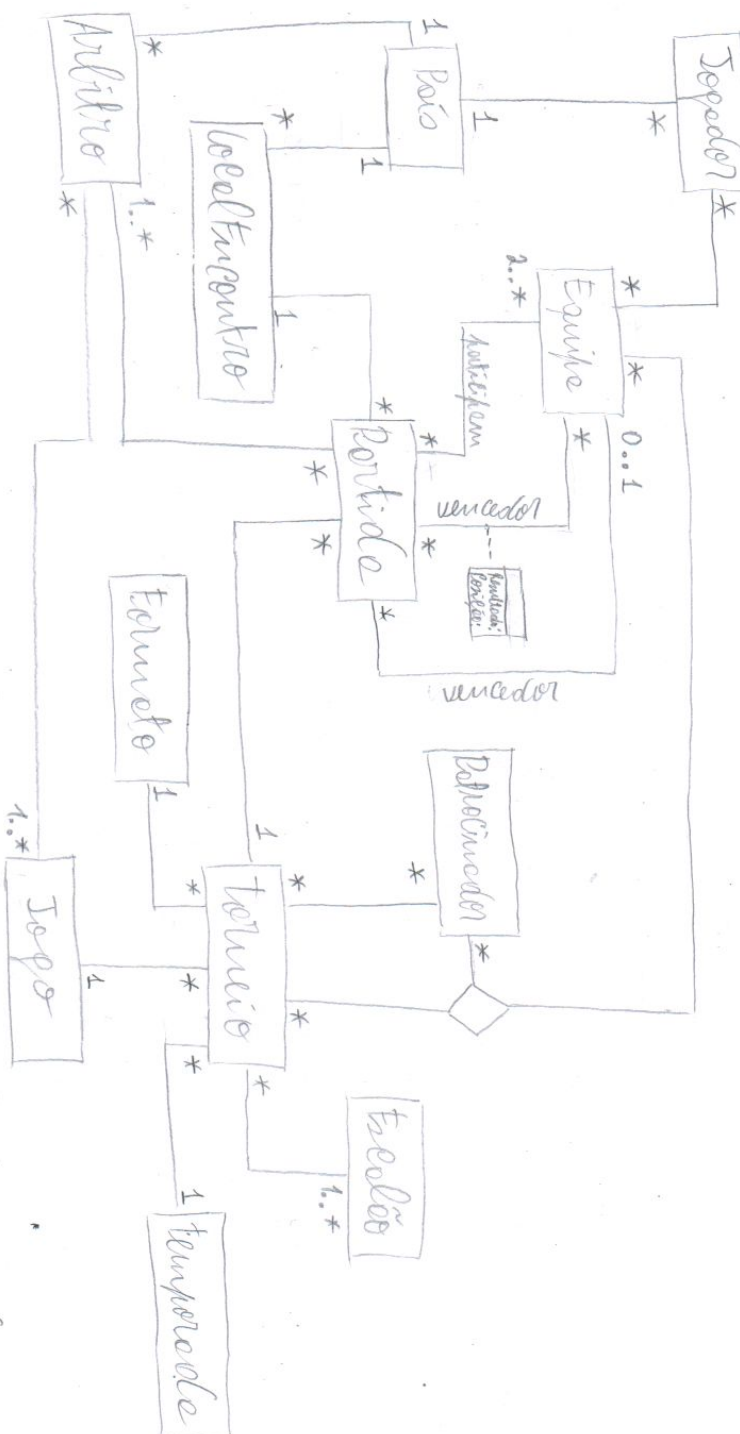 Jogador
*
*
País
1
1
1
Arbitro
*
1..*
*
LocalEncontro
*
1
Equipa
*
*
2..*
*
0..1
participam
Partida
*
*
*
*
*
*
vencedor
resultado:
vencedor
Formato
1
Patrocinador
*
*
Torneio
1
*
*
*
*
*
*
Jogo
1..*
1
Escalão
1..*
Temporada
1